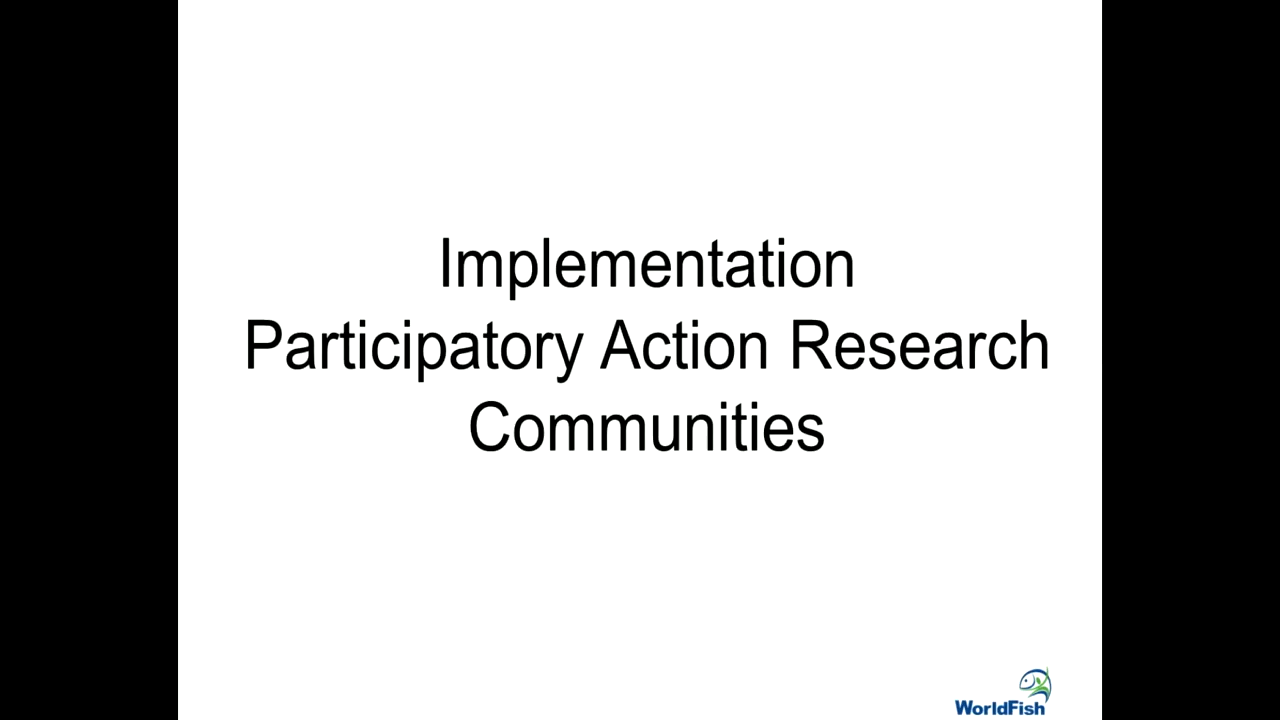 Implementation
Participatory Action Research
Communities
WorldFish